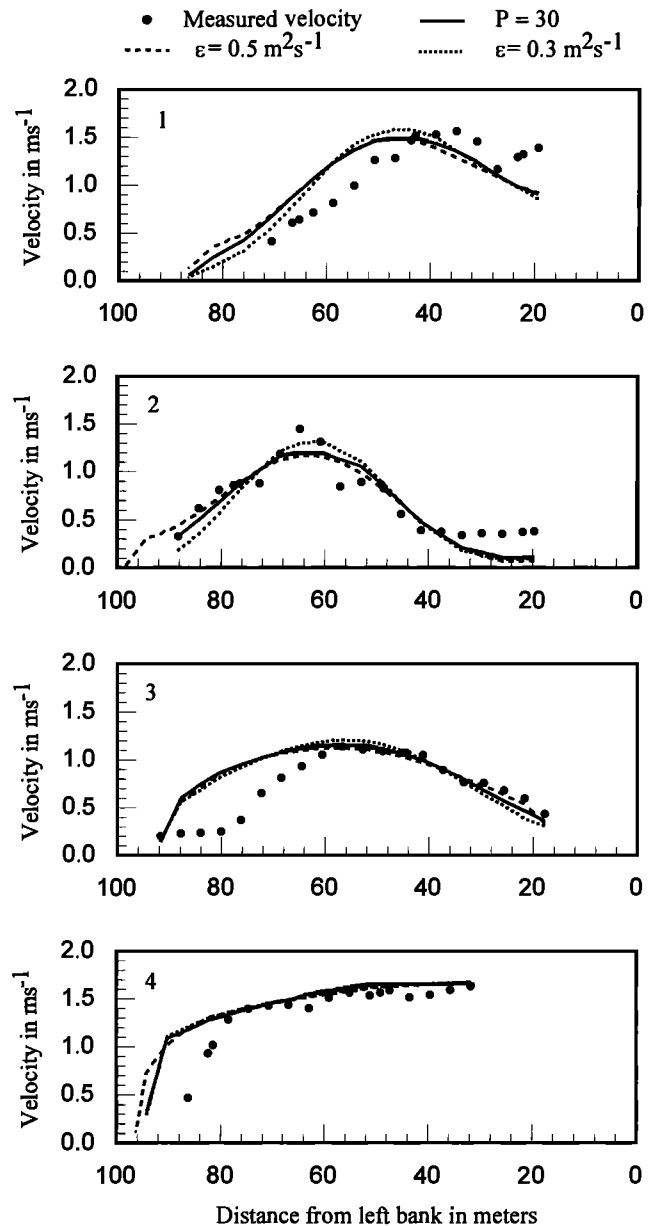 Measured velocity P = 30
ε= 0.5 m²s⁻¹ ε= 0.3 m²s⁻¹
2.0
1.5
1.0
0.5
0.0
Velocity in ms⁻¹
1
100 80 60 40 20 0
2.0
1.5
1.0
0.5
0.0
Velocity in ms⁻¹
2
100 80 60 40 20 0
2.0
1.5
1.0
0.5
0.0
Velocity in ms⁻¹
3
100 80 60 40 20 0
2.0
1.5
1.0
0.5
0.0
Velocity in ms⁻¹
4
100 80 60 40 20 0
Distance from left bank in meters